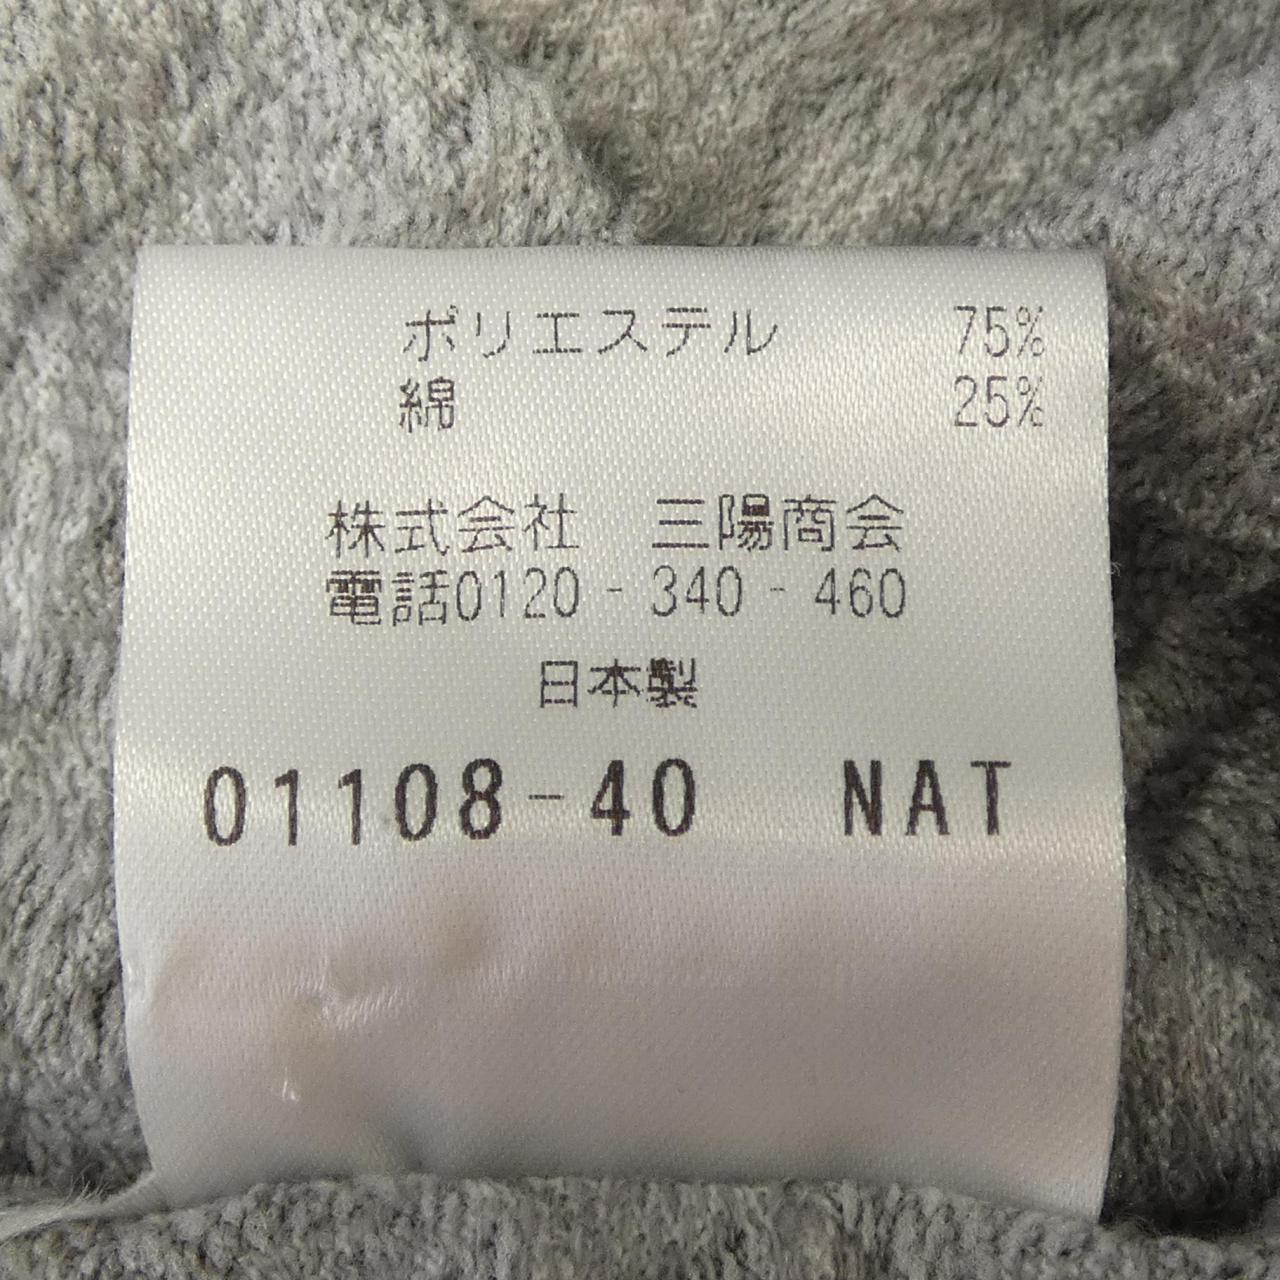 ポリエステル 75%
綿 25%
株式会社 三陽商会
電話0120-340-460
日本製
01108-40 NAT